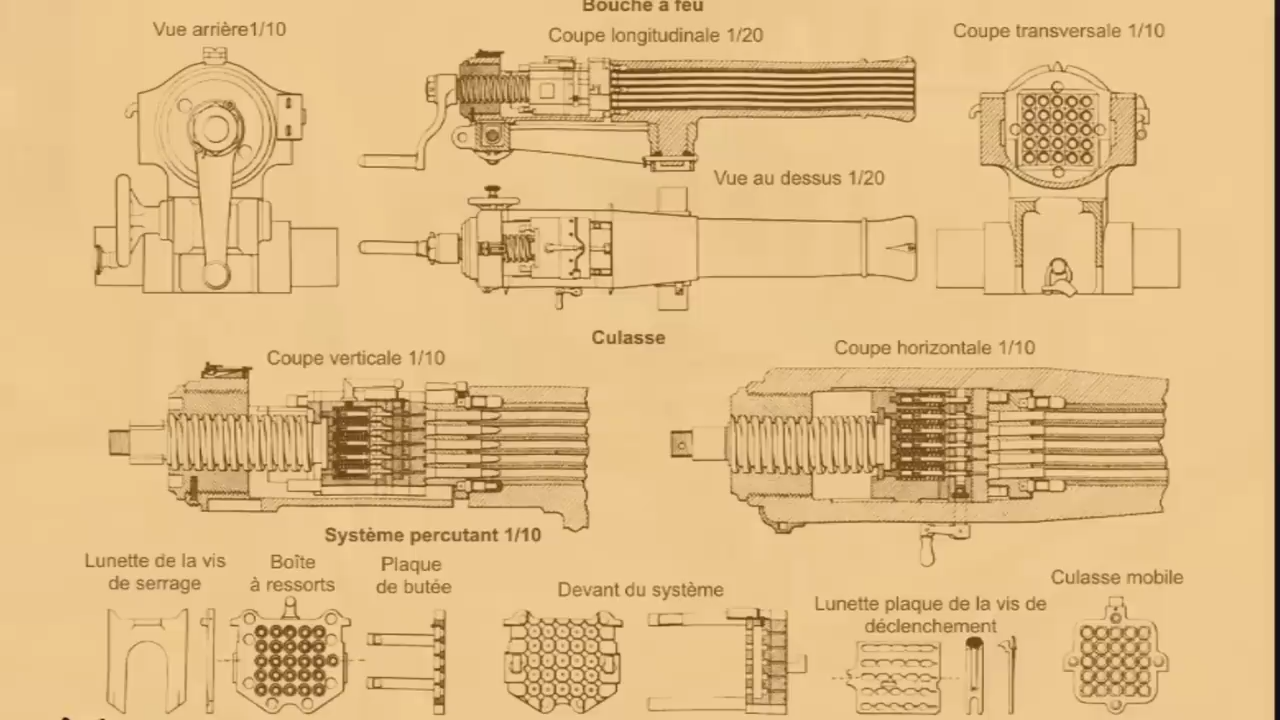 Bouche à feu
Vue arrière1/10
Coupe longitudinale 1/20
Coupe transversale 1/10
Vue au dessus 1/20
Culasse
Coupe verticale 1/10
Coupe horizontale 1/10
Système percutant 1/10
Lunette de la vis
de serrage
Boîte
à ressorts
Plaque
de butée
Devant du système
Lunette plaque de la vis de
déclenchement
Culasse mobile